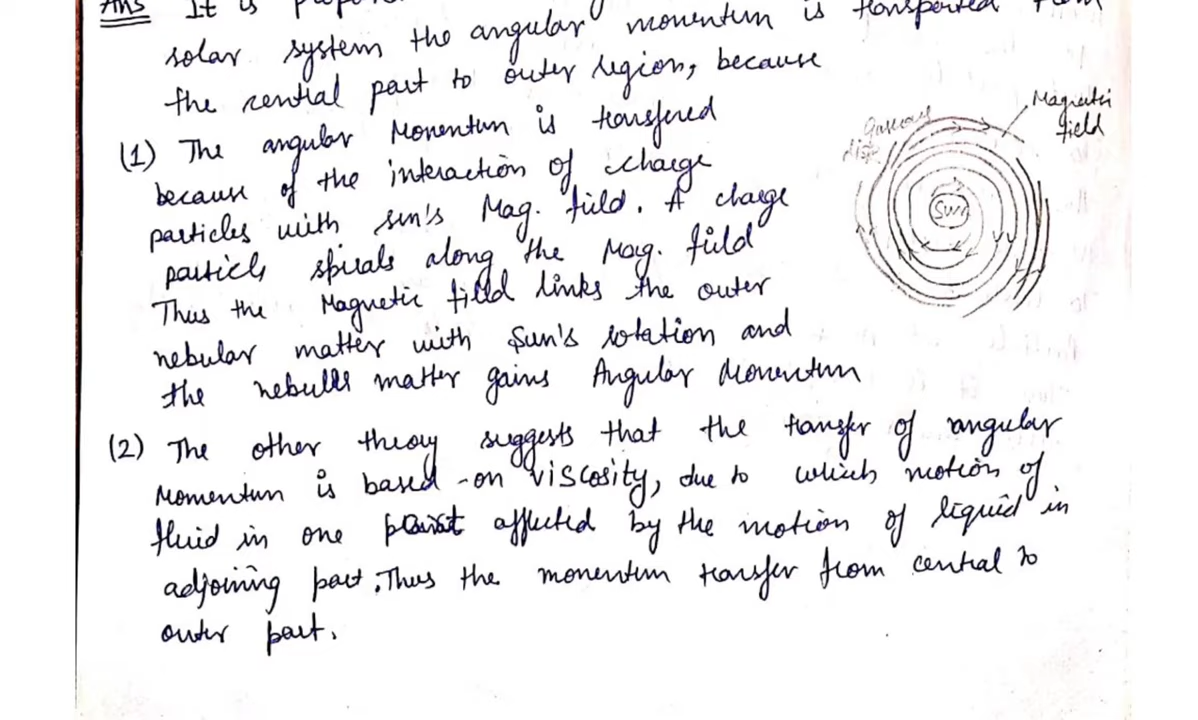 Ans It is
solar system the angular momentum is transported from
the central part to outer region, because
(1) The angular Momentum is transfered
because of the interaction of charge
particles with sun's Mag. field. A charge
particle spirals along the Mag. field
Thus the Magnetic field links the outer
nebular matter with Sun's rotation and
the matter gains Angular Momentum
Magnetic
field
Gaseous
disk
Sun
(2) The other theory suggests that the transfer of angular
Momentum is based on viscosity, due to which motion of
fluid in one part affected by the motion of liquid in
adjoining part. Thus the momentum transfer from central to
outer part.